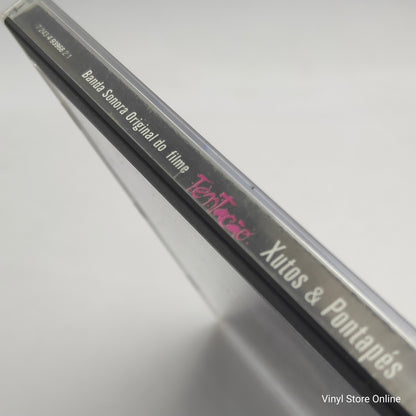 Banda Sonora Original do filme Tentação Xutos & Pontapés
Vinyl Store Online